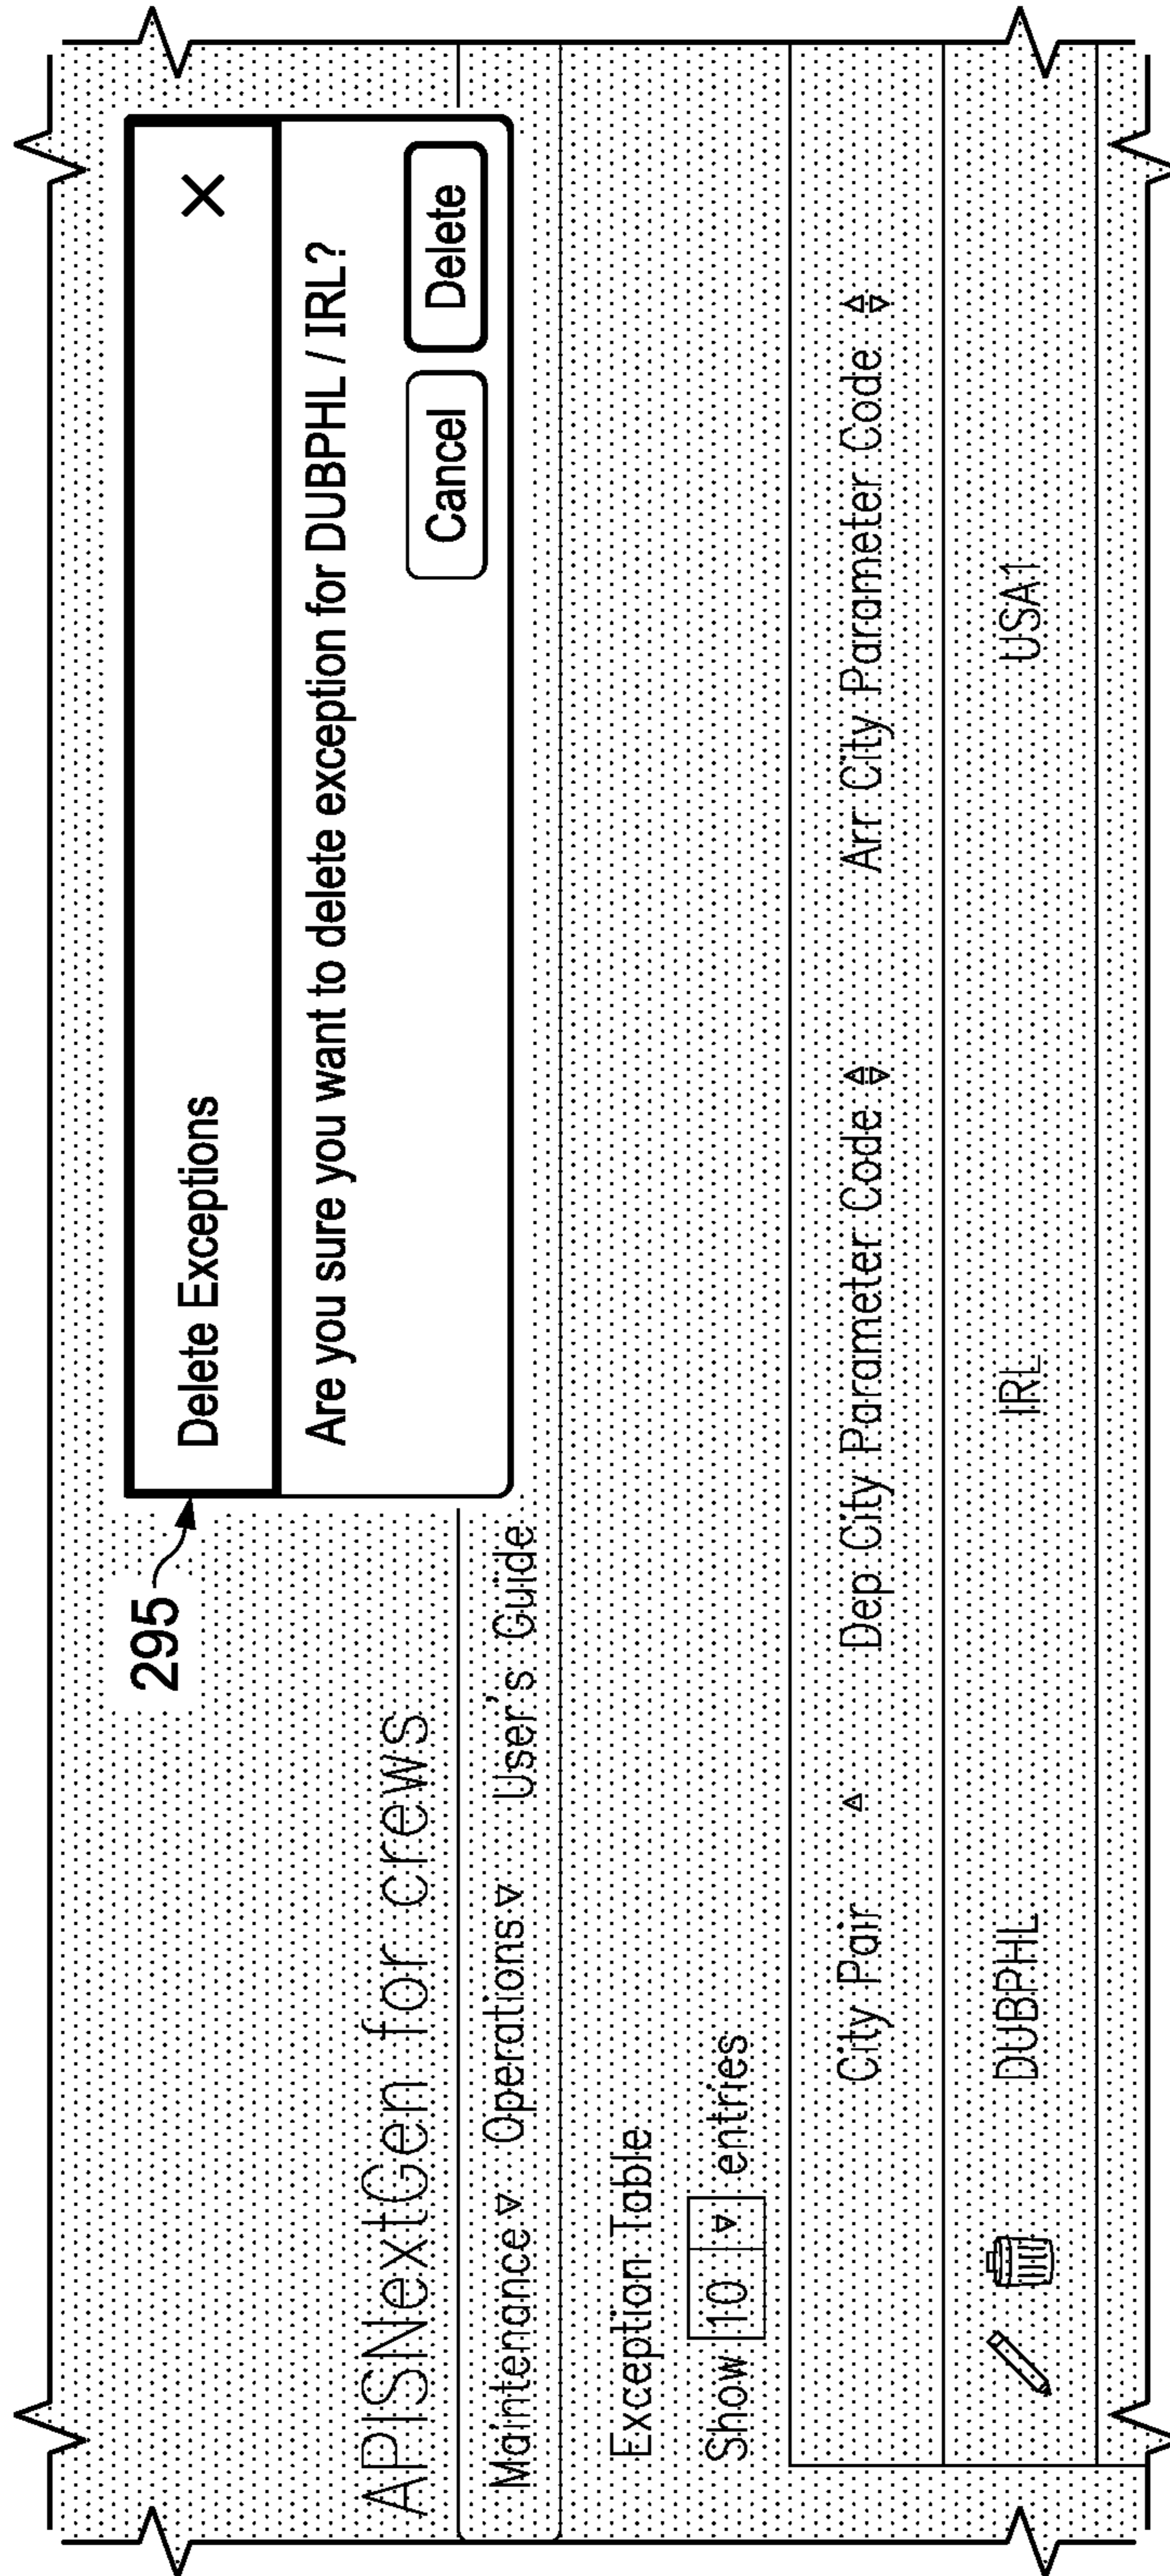 295
Delete Exceptions X
Are you sure you want to delete exception for DUBPHL / IRL?
Cancel Delete
APISNextGen for crews
Maintenance Operations User's Guide
Exception Table
Show 10 entries
City Pair Dep City Parameter Code Arr City Parameter Code
DUBPHL IRL USA1